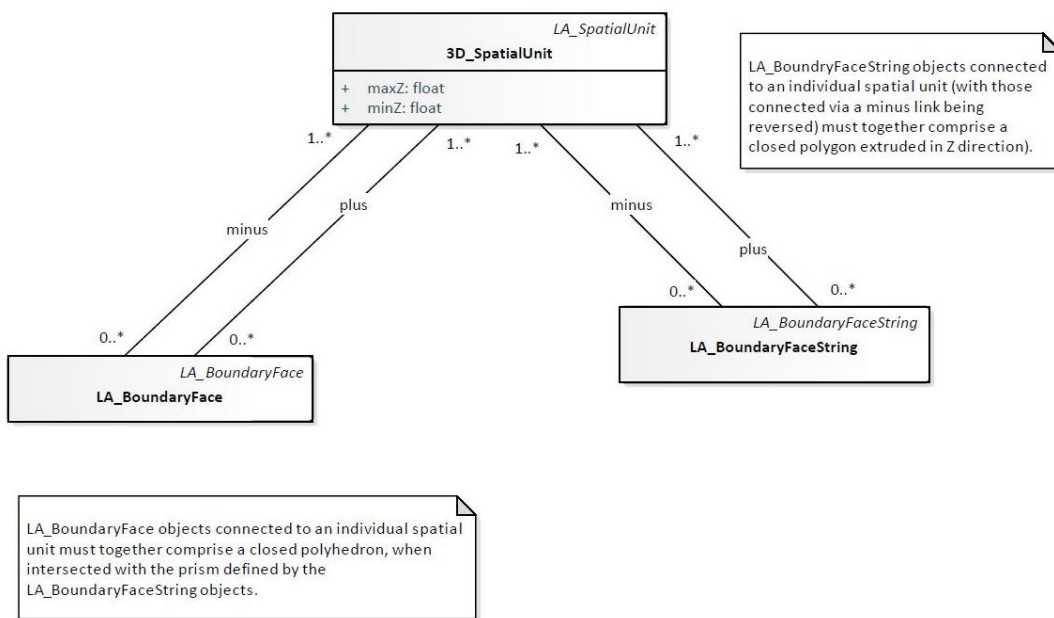 LA_SpatialUnit
3D_SpatialUnit
+ maxZ: float
+ minZ: float
LA_BoundryFaceString objects connected
to an individual spatial unit (with those
connected via a minus link being
reversed) must together comprise a
closed polygon extruded in Z direction).
1..*
1..*
1..*
1..*
minus
plus
minus
plus
0..*
0..*
0..*
0..*
LA_BoundaryFaceString
LA_BoundaryFaceString
LA_BoundaryFace
LA_BoundaryFace
LA_BoundaryFace objects connected to an individual spatial
unit must together comprise a closed polyhedron, when
intersected with the prism defined by the
LA_BoundaryFaceString objects.